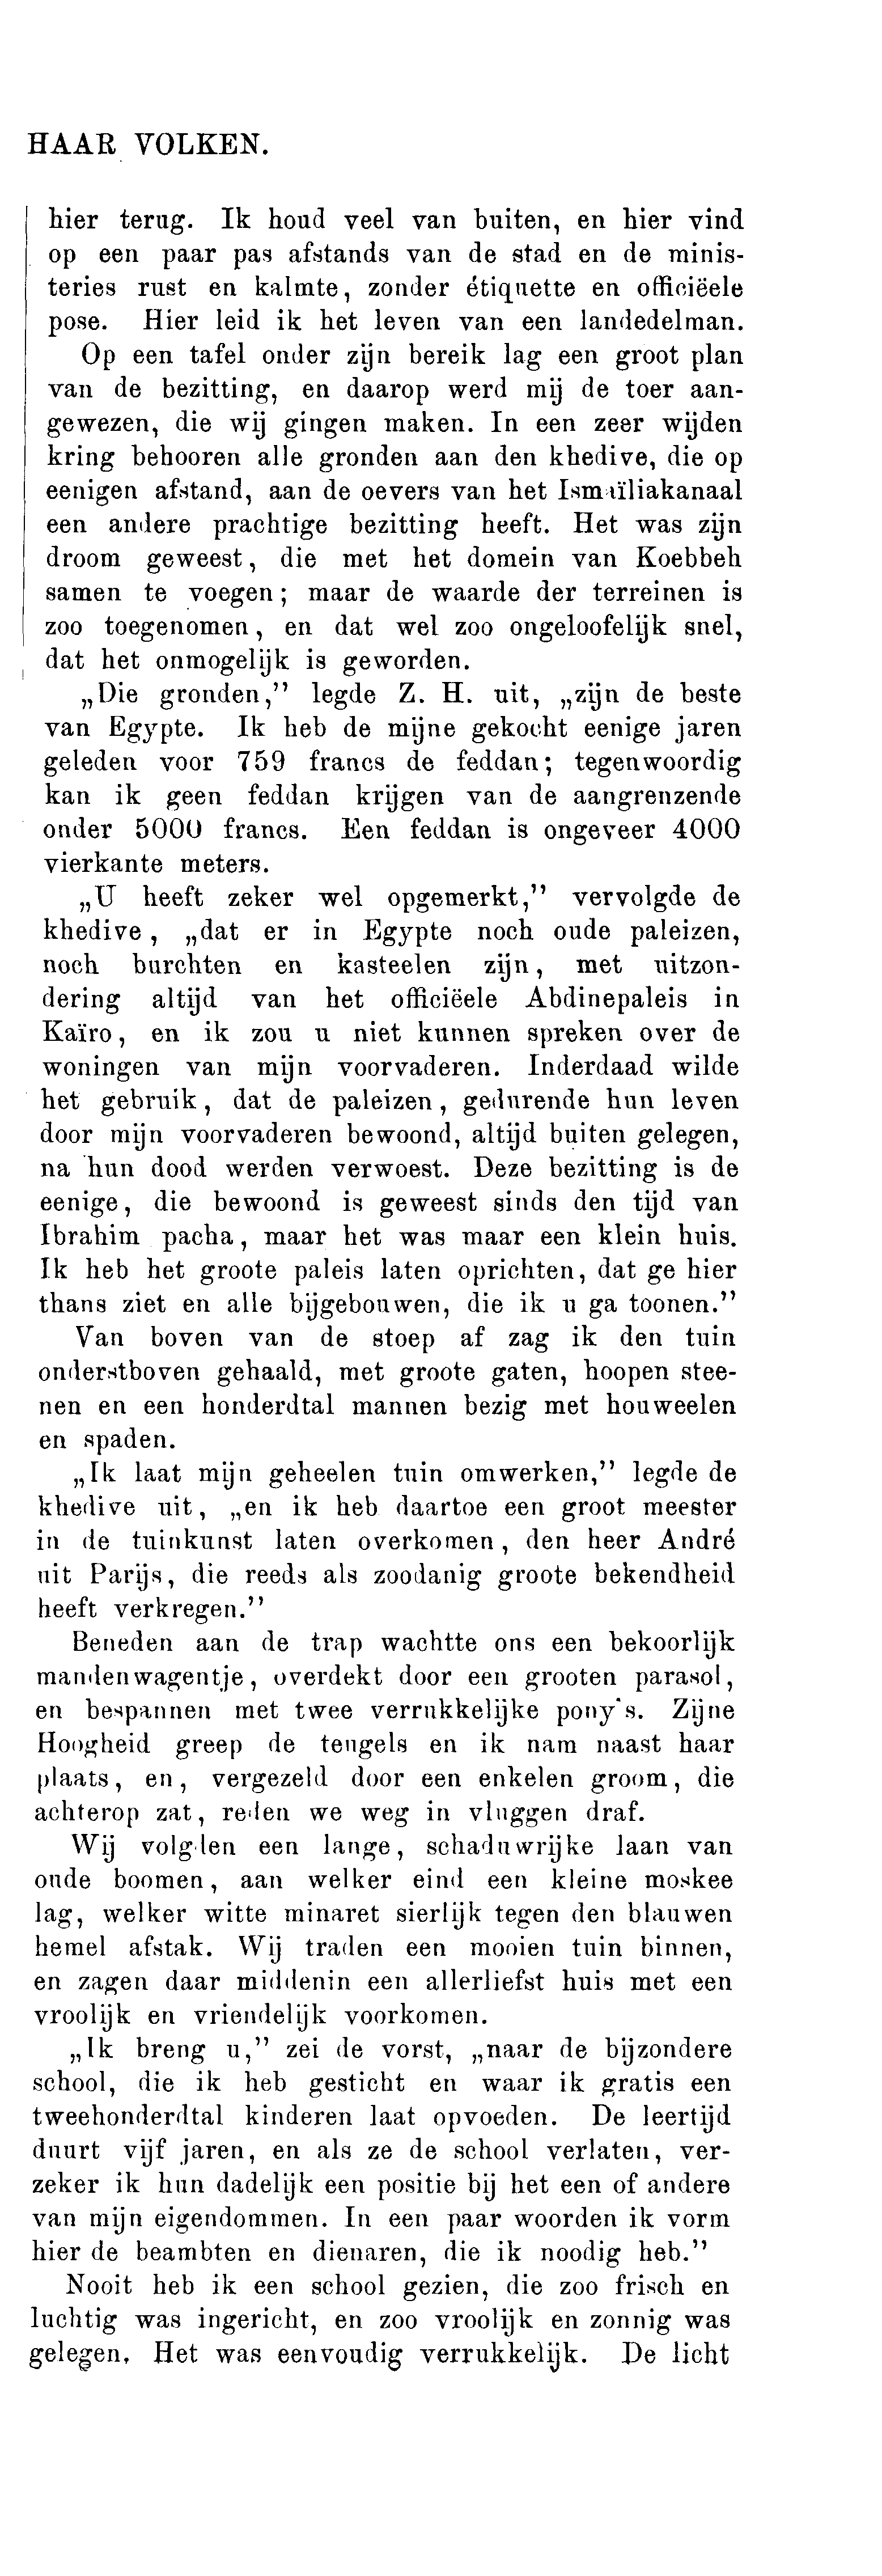 HAAR VOLKEN.
hier terug. Ik houd veel van buiten, en hier vind
op een paar pas afstands van de stad en de minis-
teries rust en kalmte, zonder étiquette en officiëele
pose. Hier leid ik het leven van een landedelman.
Op een tafel onder zijn bereik lag een groot plan
van de bezitting, en daarop werd mij de toer aan-
gewezen, die wij gingen maken. In een zeer wijden
kring behooren alle gronden aan den khedive, die op
eenigen afstand, aan de oevers van het Ismaïliakanaal
een andere prachtige bezitting heeft. Het was zijn
droom geweest, die met het domein van Koebbeh
samen te voegen; maar de waarde der terreinen is
zoo toegenomen, en dat wel zoo ongeloofelijk snel,
dat het onmogelijk is geworden.
„Die gronden,” legde Z. H. uit, „zijn de beste
van Egypte. Ik heb de mijne gekocht eenige jaren
geleden voor 759 francs de feddan; tegenwoordig
kan ik geen feddan krijgen van de aangrenzende
onder 5000 francs. Een feddan is ongeveer 4000
vierkante meters.
„U heeft zeker wel opgemerkt,” vervolgde de
khedive, „dat er in Egypte noch oude paleizen,
noch burchten en kasteelen zijn, met uitzon-
dering altijd van het officiëele Abdinepaleis in
Kaïro, en ik zou u niet kunnen spreken over de
woningen van mijn voorvaderen. Inderdaad wilde
het gebruik, dat de paleizen, gedurende hun leven
door mijn voorvaderen bewoond, altijd buiten gelegen,
na hun dood werden verwoest. Deze bezitting is de
eenige, die bewoond is geweest sinds den tijd van
Ibrahim pacha, maar het was maar een klein huis.
Ik heb het groote paleis laten oprichten, dat ge hier
thans ziet en alle bijgebouwen, die ik u ga toonen.”
Van boven van de stoep af zag ik den tuin
onderstboven gehaald, met groote gaten, hoopen stee-
nen en een honderdtal mannen bezig met houweelen
en spaden.
„Ik laat mijn geheelen tuin omwerken,” legde de
khedive uit, „en ik heb daartoe een groot meester
in de tuinkunst laten overkomen, den heer André
uit Parijs, die reeds als zoodanig groote bekendheid
heeft verkregen.”
Beneden aan de trap wachtte ons een bekoorlijk
mandenwagentje, overdekt door een grooten parasol,
en bespannen met twee verrukkelijke pony's. Zijne
Hoogheid greep de teugels en ik nam naast haar
plaats, en, vergezeld door een enkelen groom, die
achterop zat, reden we weg in vluggen draf.
Wij volgden een lange, schaduwrijke laan van
oude boomen, aan welker eind een kleine moskee
lag, welker witte minaret sierlijk tegen den blauwen
hemel afstak. Wij traden een mooien tuin binnen,
en zagen daar middenin een allerliefst huis met een
vroolijk en vriendelijk voorkomen.
„Ik breng u,” zei de vorst, „naar de bijzondere
school, die ik heb gesticht en waar ik gratis een
tweehonderdtal kinderen laat opvoeden. De leertijd
duurt vijf jaren, en als ze de school verlaten, ver-
zeker ik hun dadelijk een positie bij het een of andere
van mijn eigendommen. In een paar woorden ik vorm
hier de beambten en dienaren, die ik noodig heb.”
Nooit heb ik een school gezien, die zoo frisch en
luchtig was ingericht, en zoo vroolijk en zonnig was
gelegen. Het was eenvoudig verrukkelijk. De licht